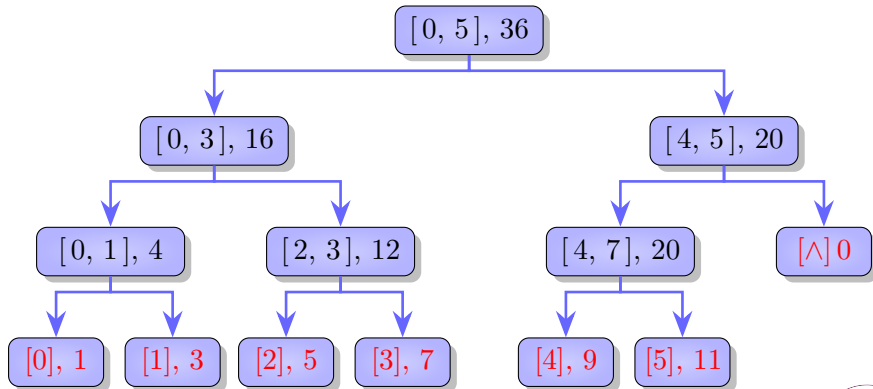 [0, 5], 36
[0, 3], 16
[4, 5], 20
[0, 1], 4
[2, 3], 12
[4, 7], 20
[∧] 0
[0], 1
[1], 3
[2], 5
[3], 7
[4], 9
[5], 11